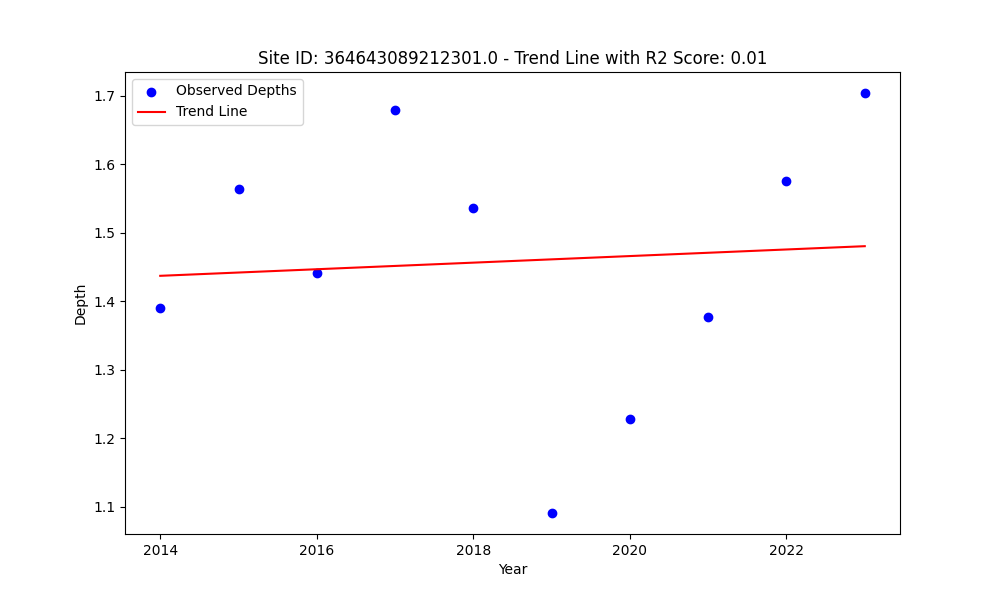 Site ID: 364643089212301.0 - Trend Line with R2 Score: 0.01
Observed Depths
Trend Line
1.7
1.6
1.5
1.4
1.3
1.2
1.1
Depth
2014 2016 2018 2020 2022
Year